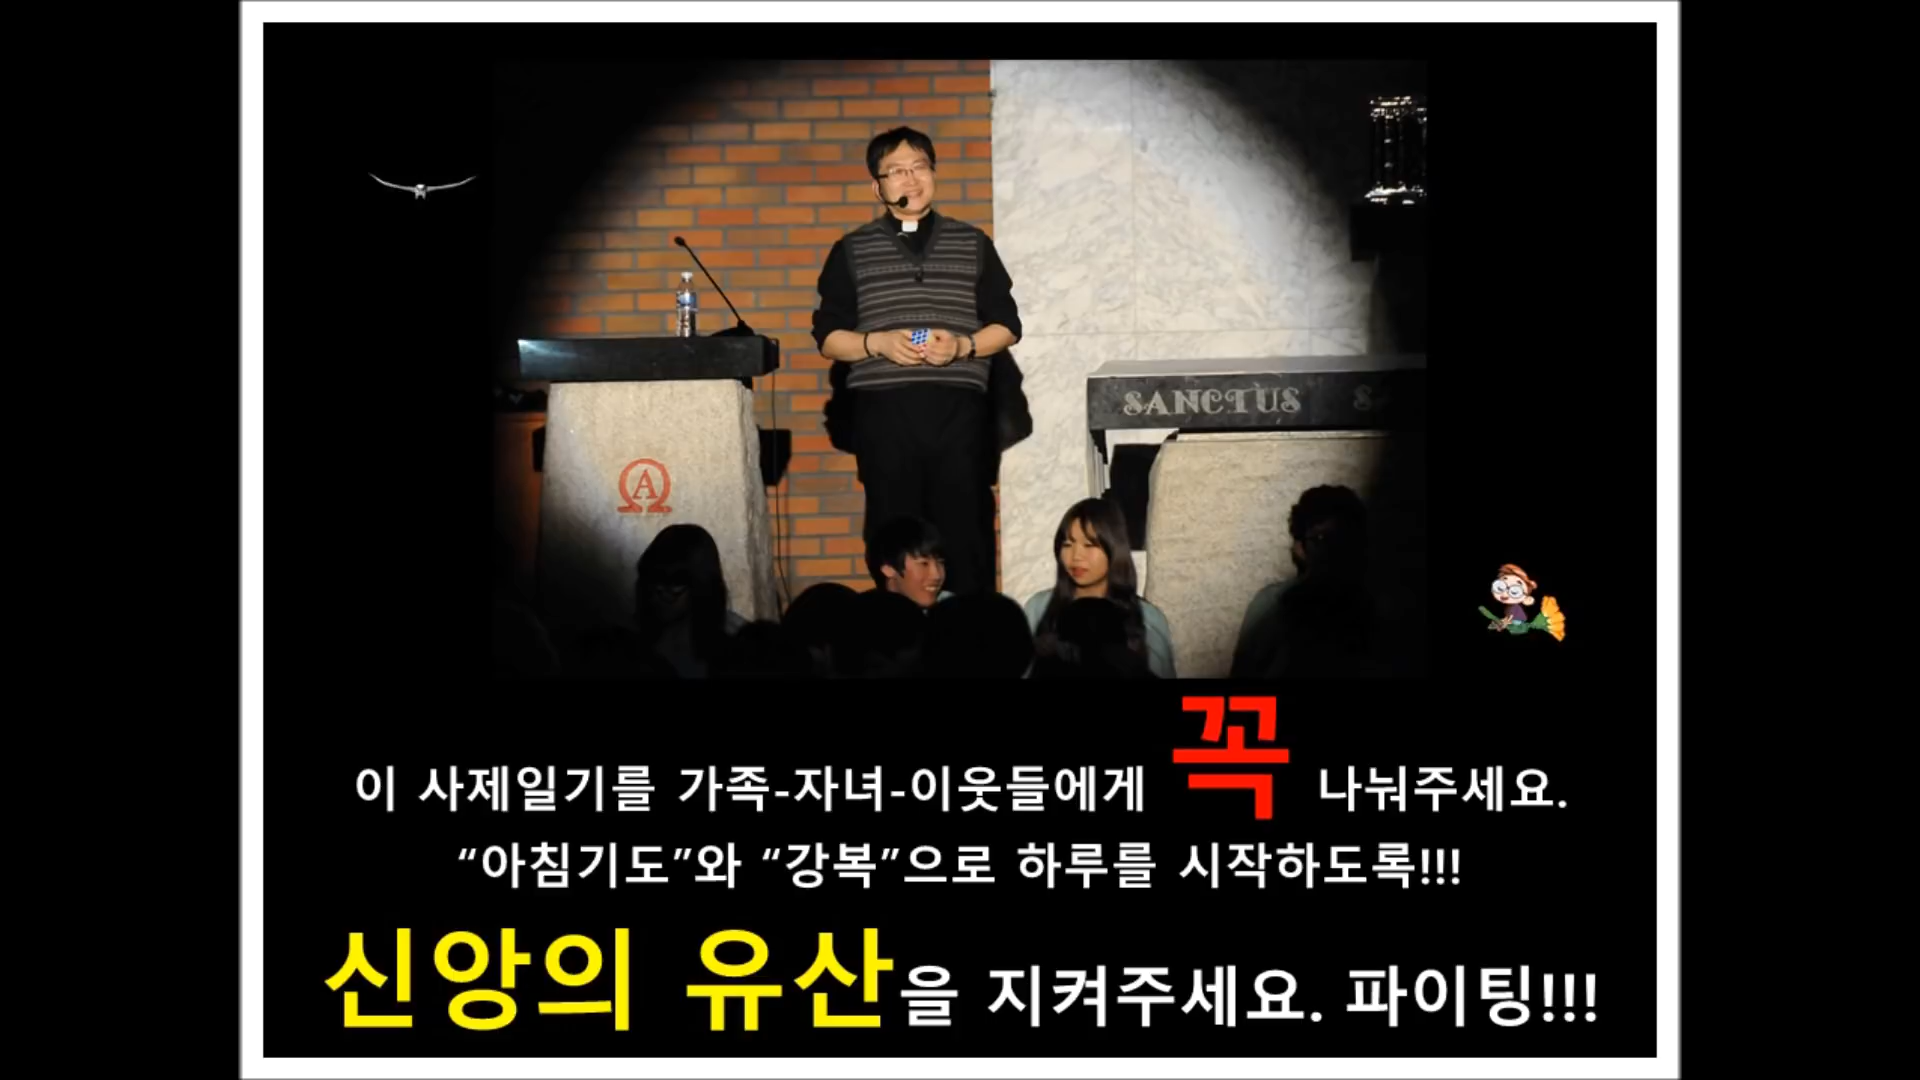 SANCTUS S
A
Ω
이 사제일기를 가족-자녀-이웃들에게 꼭 나눠주세요.
“아침기도”와 “강복”으로 하루를 시작하도록!!!
신앙의 유산을 지켜주세요. 파이팅!!!